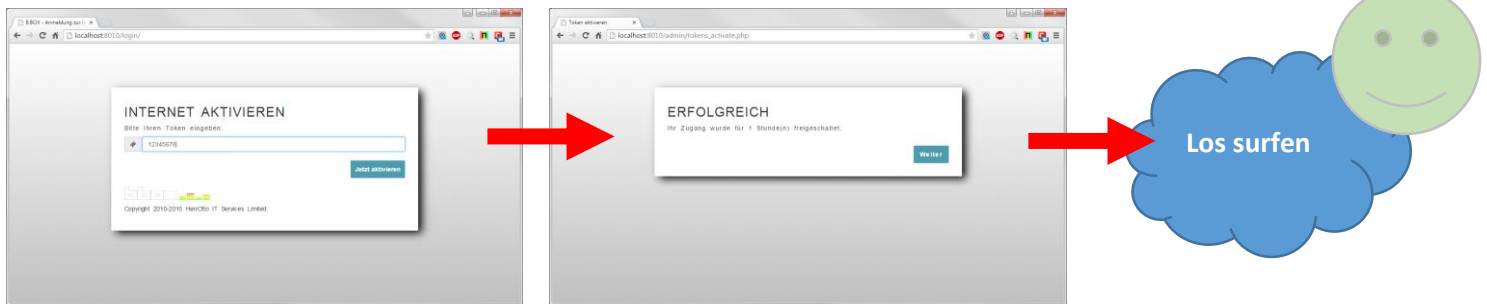 localhost:8010/login/
INTERNET AKTIVIEREN
Bitte Ihren Token eingeben:
12345678
Jetzt aktivieren
Copyright 2010-2015 HerrOtto IT Services Limited.
Token aktivieren
localhost:8010/admin/tokens_activate.php
ERFOLGREICH
Ihr Zugang wurde für 1 Stunde(n) freigeschaltet.
Weiter
Los surfen